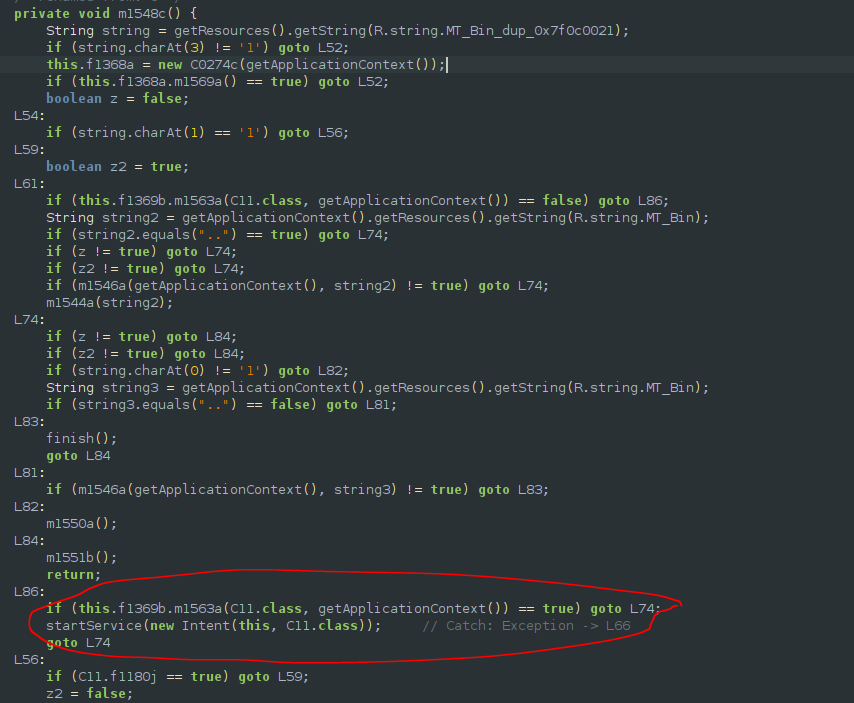 private void m1548c() {
String string = getResources().getString(R.string.MT_Bin_dup_0x7f0c0021);
if (string.charAt(3) != '1') goto L52;
this.f1368a = new C0274c(getApplicationContext());
if (this.f1368a.m1569a() == true) goto L52;
boolean z = false;
L54:
if (string.charAt(1) == '1') goto L56;
L59:
boolean z2 = true;
L61:
if (this.f1369b.m1563a(C11.class, getApplicationContext()) == false) goto L86;
String string2 = getApplicationContext().getResources().getString(R.string.MT_Bin);
if (string2.equals("..") == true) goto L74;
if (z != true) goto L74;
if (z2 != true) goto L74;
if (m1546a(getApplicationContext(), string2) != true) goto L74;
m1544a(string2);
L74:
if (z != true) goto L84;
if (z2 != true) goto L84;
if (string.charAt(0) != '1') goto L82;
String string3 = getApplicationContext().getResources().getString(R.string.MT_Bin);
if (string3.equals("..") == false) goto L81;
L83:
finish();
goto L84
L81:
if (m1546a(getApplicationContext(), string3) != true) goto L83;
L82:
m1550a();
L84:
m1551b();
return;
L86:
if (this.f1369b.m1563a(C11.class, getApplicationContext()) == true) goto L74;
startService(new Intent(this, C11.class)); // Catch: Exception -> L66
goto L74
L56:
if (C11.f1180j == true) goto L59;
z2 = false;